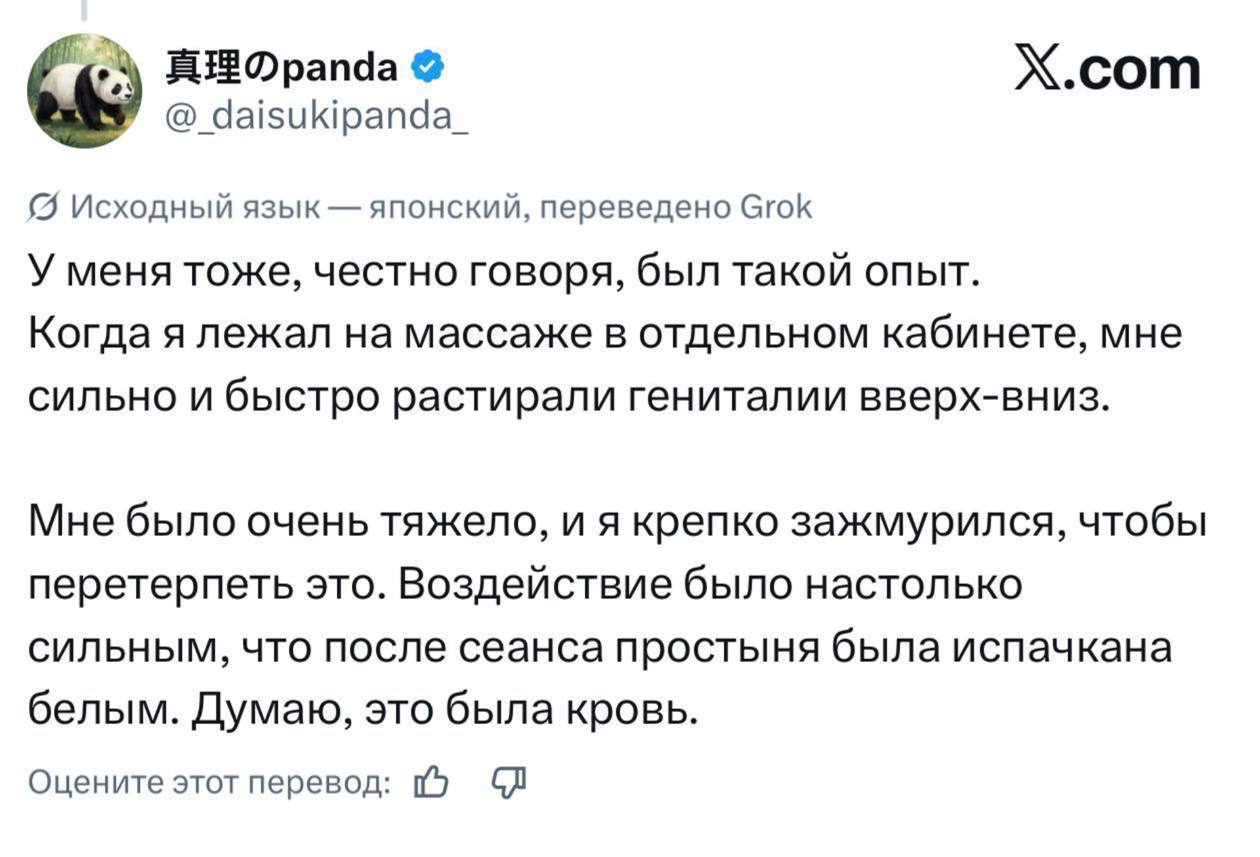 真理のpanda
@_daisukipanda_
X.com
Исходный язык — японский, переведено Grok
У меня тоже, честно говоря, был такой опыт.
Когда я лежал на массаже в отдельном кабинете, мне
сильно и быстро растирали гениталии вверх-вниз.
Мне было очень тяжело, и я крепко зажмурился, чтобы
перетерпеть это. Воздействие было настолько
сильным, что после сеанса простыня была испачкана
белым. Думаю, это была кровь.
Оцените этот перевод: